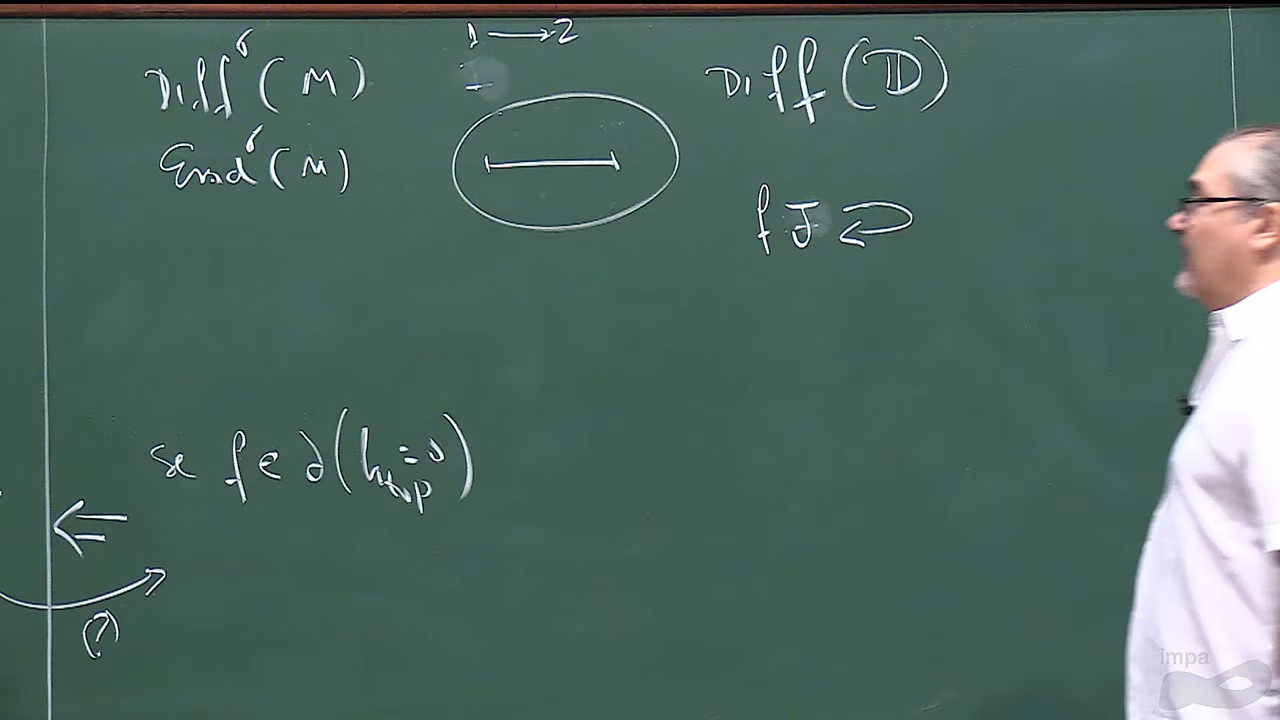 1 → 2
Diff^r(M)
I
Diff(𝔻)
End^r(M)
f J
se f ∈ ∂(h_top = 0)
⇐
(?)
impa